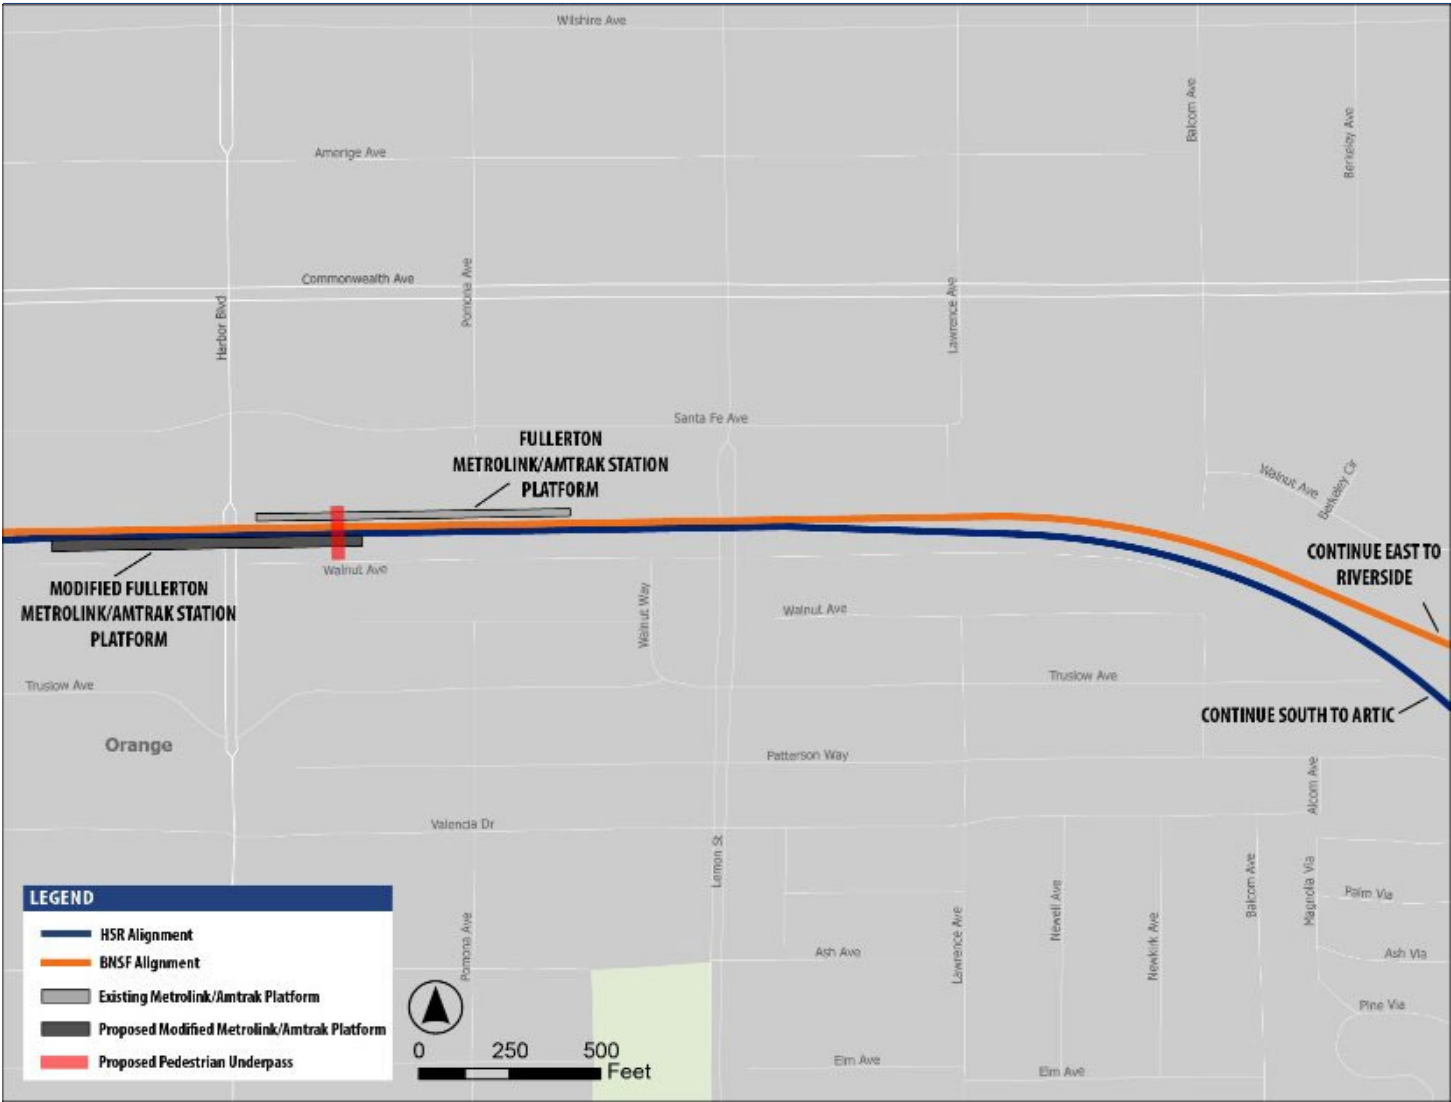 Wilshire Ave
Balcom Ave
Berkeley Ave
Amerige Ave
Commonwealth Ave
Pomona Ave
Harbor Blvd
Lawrence Ave
Santa Fe Ave
FULLERTON
METROLINK/AMTRAK STATION
PLATFORM
Walnut Ave
Berkeley Cir
CONTINUE EAST TO
RIVERSIDE
Walnut Ave
MODIFIED FULLERTON
METROLINK/AMTRAK STATION
PLATFORM
Walnut Way
Walnut Ave
Truslow Ave
Truslow Ave
CONTINUE SOUTH TO ARTIC
Orange
Patterson Way
Alcorn Ave
Valencia Dr
Lemon St
Balcom Ave
Magnolia Via
Palm Via
Newell Ave
Lawrence Ave
Newkirk Ave
Pomona Ave
Ash Ave
Ash Via
Pine Via
Elm Ave
Elm Ave
LEGEND
HSR Alignment
BNSF Alignment
Existing Metrolink/Amtrak Platform
Proposed Modified Metrolink/Amtrak Platform
Proposed Pedestrian Underpass
0 250 500
Feet